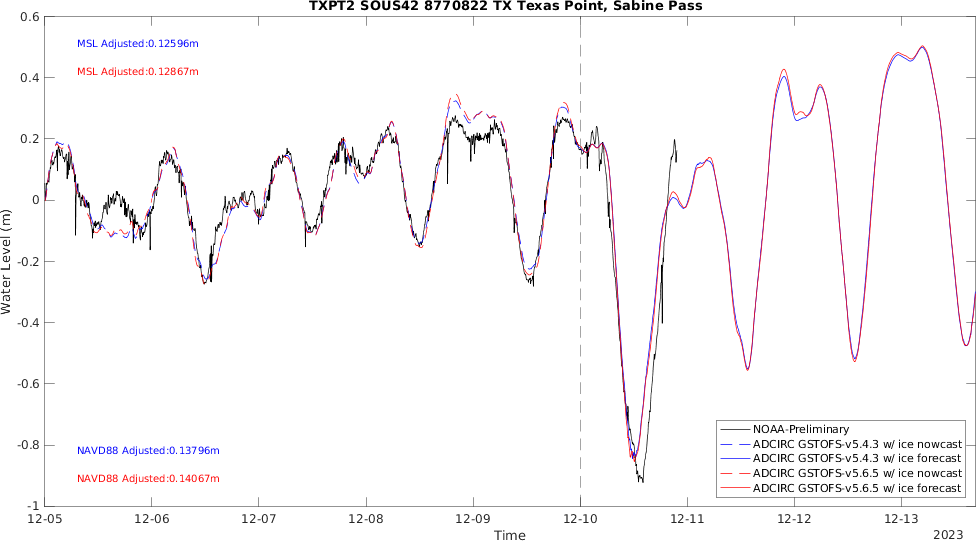 TXPT2 SOUS42 8770822 TX Texas Point, Sabine Pass
0.6
0.4
0.2
0
-0.2
-0.4
-0.6
-0.8
-1
Water Level (m)
MSL Adjusted:0.12596m
MSL Adjusted:0.12867m
NAVD88 Adjusted:0.13796m
NAVD88 Adjusted:0.14067m
NOAA-Preliminary
ADCIRC GSTOFS-v5.4.3 w/ ice nowcast
ADCIRC GSTOFS-v5.4.3 w/ ice forecast
ADCIRC GSTOFS-v5.6.5 w/ ice nowcast
ADCIRC GSTOFS-v5.6.5 w/ ice forecast
12-05 12-06 12-07 12-08 12-09 12-10 12-11 12-12 12-13
Time
2023